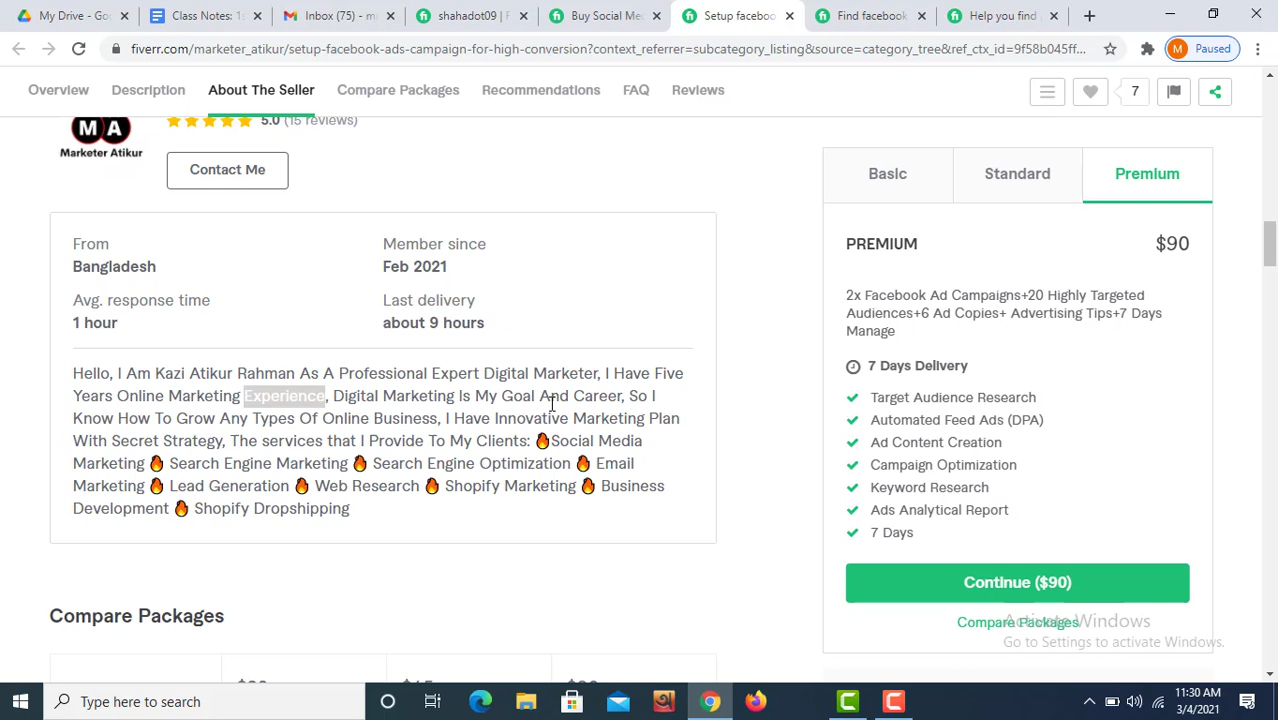 My Drive - Goo
Class Notes: 1s
Inbox (75) - m
shanadot09 | F
Buy Social Me
Setup faceboo
Find facebook
Help you find
fiverr.com/marketer_atikur/setup-facebook-ads-campaign-for-high-conversion?context_referrer=subcategory_listing&source=category_tree&ref_ctx_id=9f58b045ff...
M Paused
Overview Description About The Seller Compare Packages Recommendations FAQ Reviews
7
MA
Marketer Atikur
5.0 (15 reviews)
Contact Me
From
Bangladesh
Member since
Feb 2021
Avg. response time
1 hour
Last delivery
about 9 hours
Hello, I Am Kazi Atikur Rahman As A Professional Expert Digital Marketer, I Have Five
Years Online Marketing Experience, Digital Marketing Is My Goal And Career, So I
Know How To Grow Any Types Of Online Business, I Have Innovative Marketing Plan
With Secret Strategy, The services that I Provide To My Clients: 🔥Social Media
Marketing 🔥 Search Engine Marketing 🔥 Search Engine Optimization 🔥 Email
Marketing 🔥 Lead Generation 🔥 Web Research 🔥 Shopify Marketing 🔥 Business
Development 🔥 Shopify Dropshipping
Compare Packages
Basic Standard Premium
PREMIUM $90
2x Facebook Ad Campaigns+20 Highly Targeted
Audiences+6 Ad Copies+ Advertising Tips+7 Days
Manage
7 Days Delivery
Target Audience Research
Automated Feed Ads (DPA)
Ad Content Creation
Campaign Optimization
Keyword Research
Ads Analytical Report
7 Days
Continue ($90)
Compare Packages
Activate Windows
Go to Settings to activate Windows.
Type here to search
11:30 AM
3/4/2021